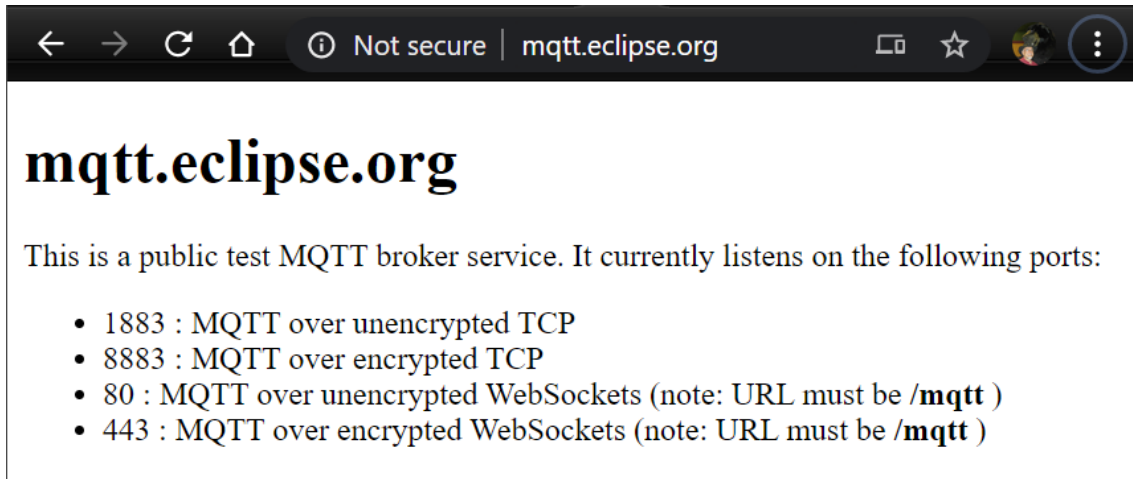 Not secure | mqtt.eclipse.org
mqtt.eclipse.org
This is a public test MQTT broker service. It currently listens on the following ports:
• 1883 : MQTT over unencrypted TCP
• 8883 : MQTT over encrypted TCP
• 80 : MQTT over unencrypted WebSockets (note: URL must be /mqtt )
• 443 : MQTT over encrypted WebSockets (note: URL must be /mqtt )